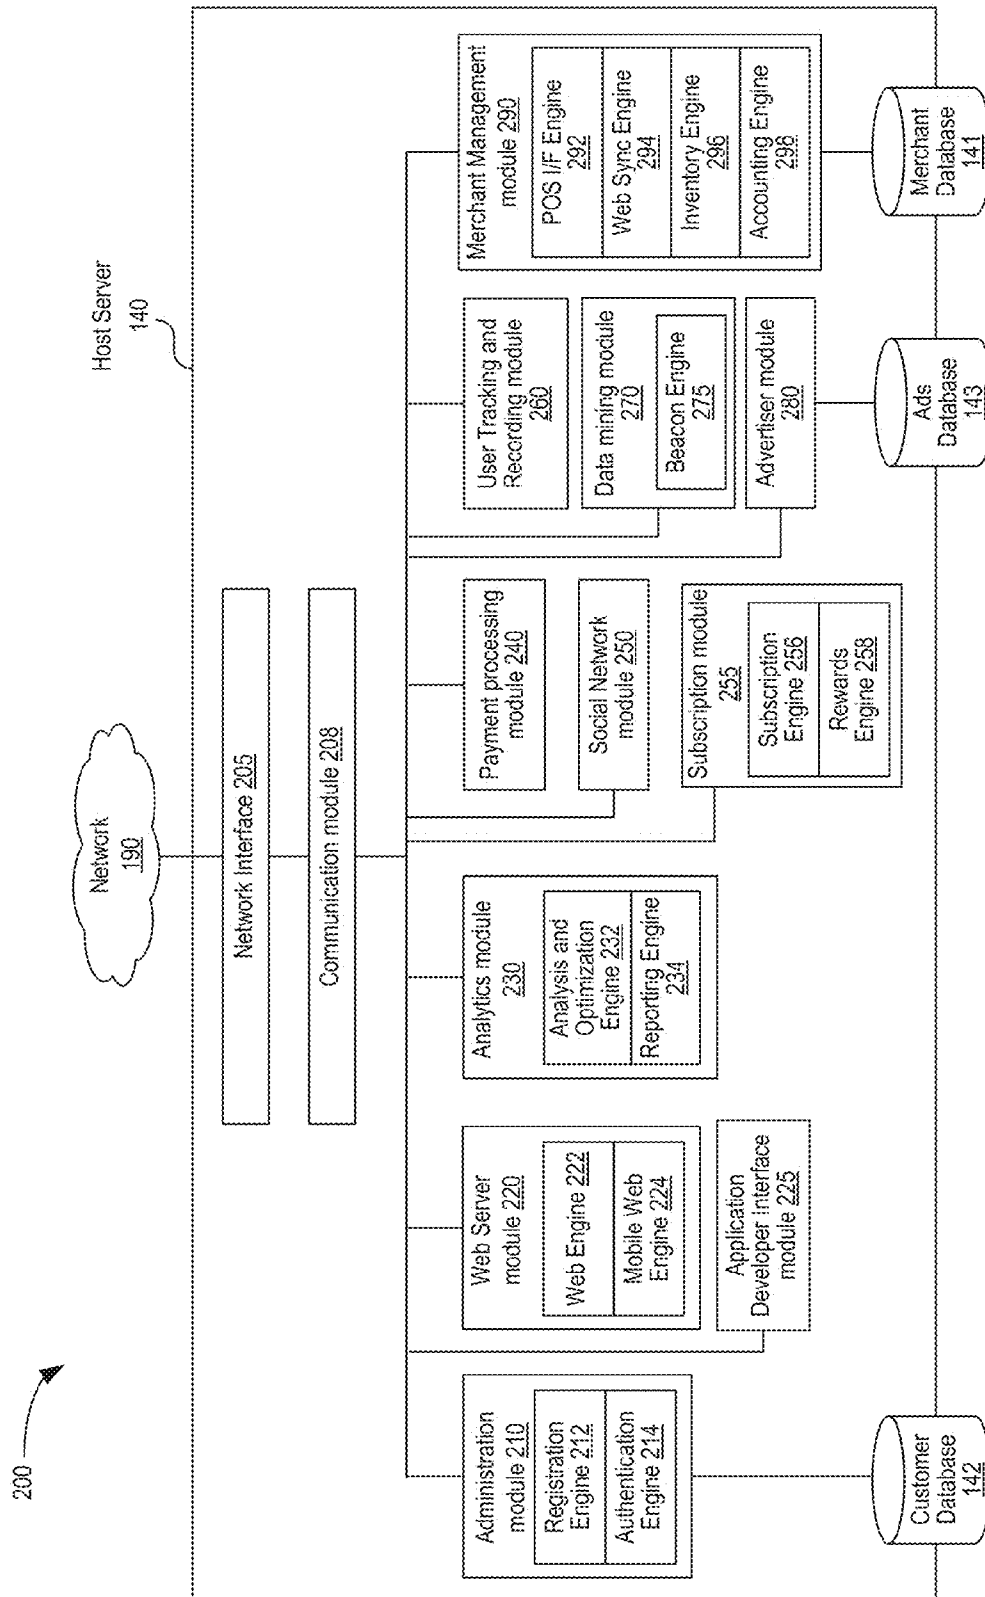 200
Network
190
Host Server
140
Network Interface 205
Communication module 208
Administration
module 210
Registration
Engine 212
Authentication
Engine 214
Customer
Database
142
Web Server
module 220
Web Engine 222
Mobile Web
Engine 224
Application
Developer Interface
module 225
Analytics module
230
Analysis and
Optimization
Engine 232
Reporting Engine
234
Payment processing
module 240
Social Network
module 250
Subscription module
255
Subscription
Engine 256
Rewards
Engine 258
User Tracking and
Recording module
260
Data mining module
270
Beacon Engine
275
Advertiser module
280
Ads
Database
143
Merchant Management
module 290
POS I/F Engine
292
Web Sync Engine
294
Inventory Engine
296
Accounting Engine
298
Merchant
Database
141